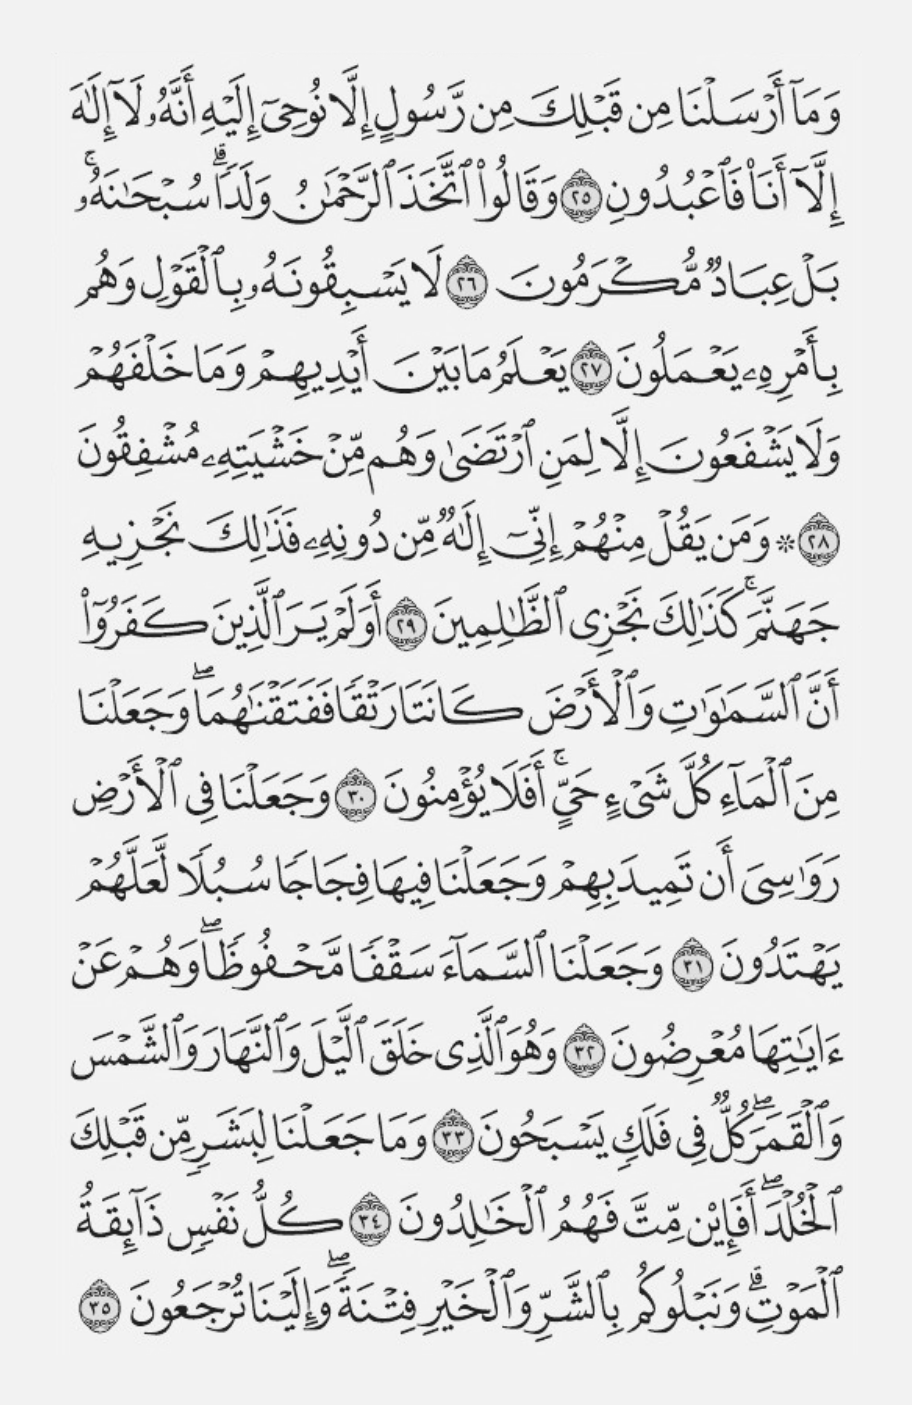 وَمَآ أَرْسَلْنَا مِن قَبْلِكَ مِن رَّسُولٍ إِلَّا نُوحِىٓ إِلَيْهِ أَنَّهُۥ لَآ إِلَٰهَ
إِلَّآ أَنَا۠ فَٱعْبُدُونِ ٢٥ وَقَالُوا۟ ٱتَّخَذَ ٱلرَّحْمَٰنُ وَلَدًاۗ سُبْحَٰنَهُۥۚ
بَلْ عِبَادٌ مُّكْرَمُونَ ٢٦ لَا يَسْبِقُونَهُۥ بِٱلْقَوْلِ وَهُم
بِأَمْرِهِۦ يَعْمَلُونَ ٢٧ يَعْلَمُ مَا بَيْنَ أَيْدِيهِمْ وَمَا خَلْفَهُمْ
وَلَا يَشْفَعُونَ إِلَّا لِمَنِ ٱرْتَضَىٰ وَهُم مِّنْ خَشْيَتِهِۦ مُشْفِقُونَ
٢٨ ۞ وَمَن يَقُلْ مِنْهُمْ إِنِّىٓ إِلَٰهٌ مِّن دُونِهِۦ فَذَٰلِكَ نَجْزِيهِ
جَهَنَّمَۚ كَذَٰلِكَ نَجْزِى ٱلظَّٰلِمِينَ ٢٩ أَوَلَمْ يَرَ ٱلَّذِينَ كَفَرُوٓا۟
أَنَّ ٱلسَّمَٰوَٰتِ وَٱلْأَرْضَ كَانَتَا رَتْقًا فَفَتَقْنَٰهُمَاۖ وَجَعَلْنَا
مِنَ ٱلْمَآءِ كُلَّ شَىْءٍ حَىٍّۚ أَفَلَا يُؤْمِنُونَ ٣٠ وَجَعَلْنَا فِى ٱلْأَرْضِ
رَوَٰسِىَ أَن تَمِيدَ بِهِمْ وَجَعَلْنَا فِيهَا فِجَاجًا سُبُلًا لَّعَلَّهُمْ
يَهْتَدُونَ ٣١ وَجَعَلْنَا ٱلسَّمَآءَ سَقْفًا مَّحْفُوظًاۖ وَهُمْ عَنْ
ءَايَٰتِهَا مُعْرِضُونَ ٣٢ وَهُوَ ٱلَّذِى خَلَقَ ٱلَّيْلَ وَٱلنَّهَارَ وَٱلشَّمْسَ
وَٱلْقَمَرَۖ كُلٌّ فِى فَلَكٍ يَسْبَحُونَ ٣٣ وَمَا جَعَلْنَا لِبَشَرٍ مِّن قَبْلِكَ
ٱلْخُلْدَۖ أَفَإِي۟ن مِّتَّ فَهُمُ ٱلْخَٰلِدُونَ ٣٤ كُلُّ نَفْسٍ ذَآئِقَةُ
ٱلْمَوْتِۗ وَنَبْلُوكُم بِٱلشَّرِّ وَٱلْخَيْرِ فِتْنَةًۖ وَإِلَيْنَا تُرْجَعُونَ ٣٥